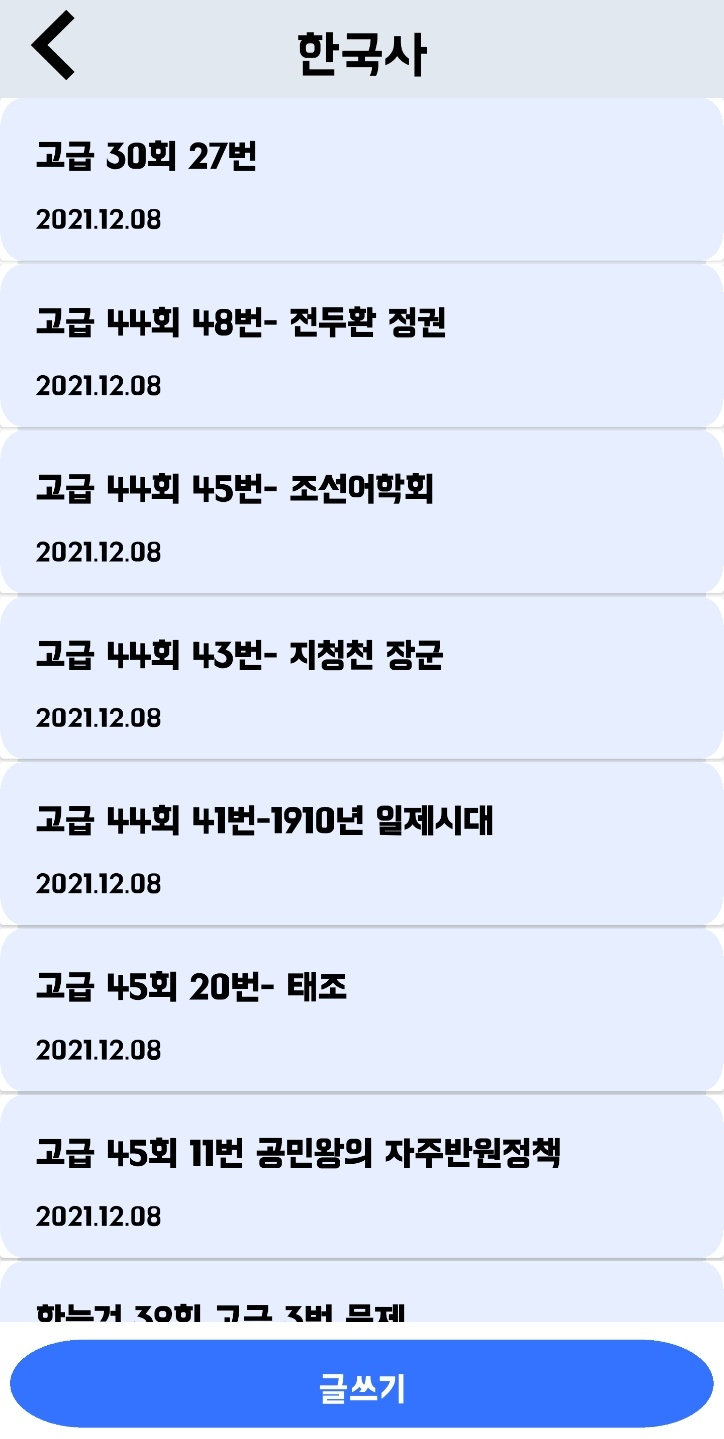 한국사
고급 30회 27번
2021.12.08
고급 44회 48번- 전두환 정권
2021.12.08
고급 44회 45번- 조선어학회
2021.12.08
고급 44회 43번- 지청천 장군
2021.12.08
고급 44회 41번-1910년 일제시대
2021.12.08
고급 45회 20번- 태조
2021.12.08
고급 45회 11번 공민왕의 자주반원정책
2021.12.08
고급 3번 문제
글쓰기